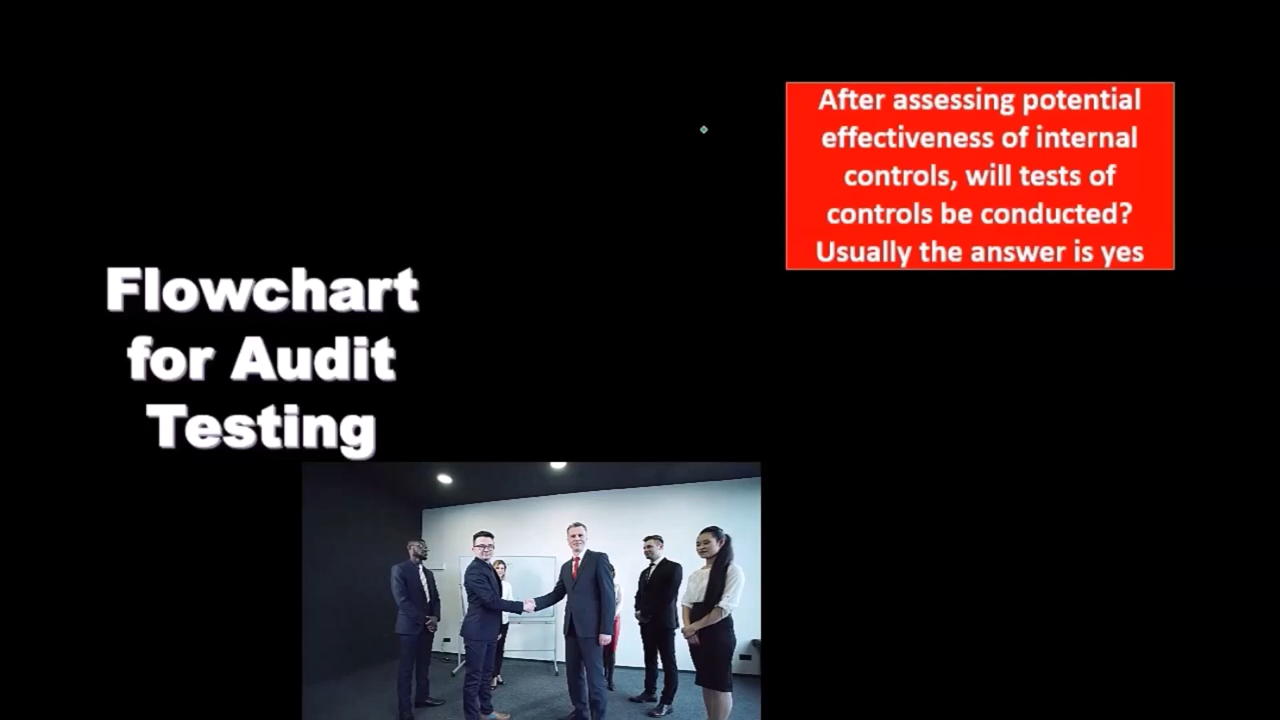 Flowchart
for Audit
Testing
After assessing potential
effectiveness of internal
controls, will tests of
controls be conducted?
Usually the answer is yes